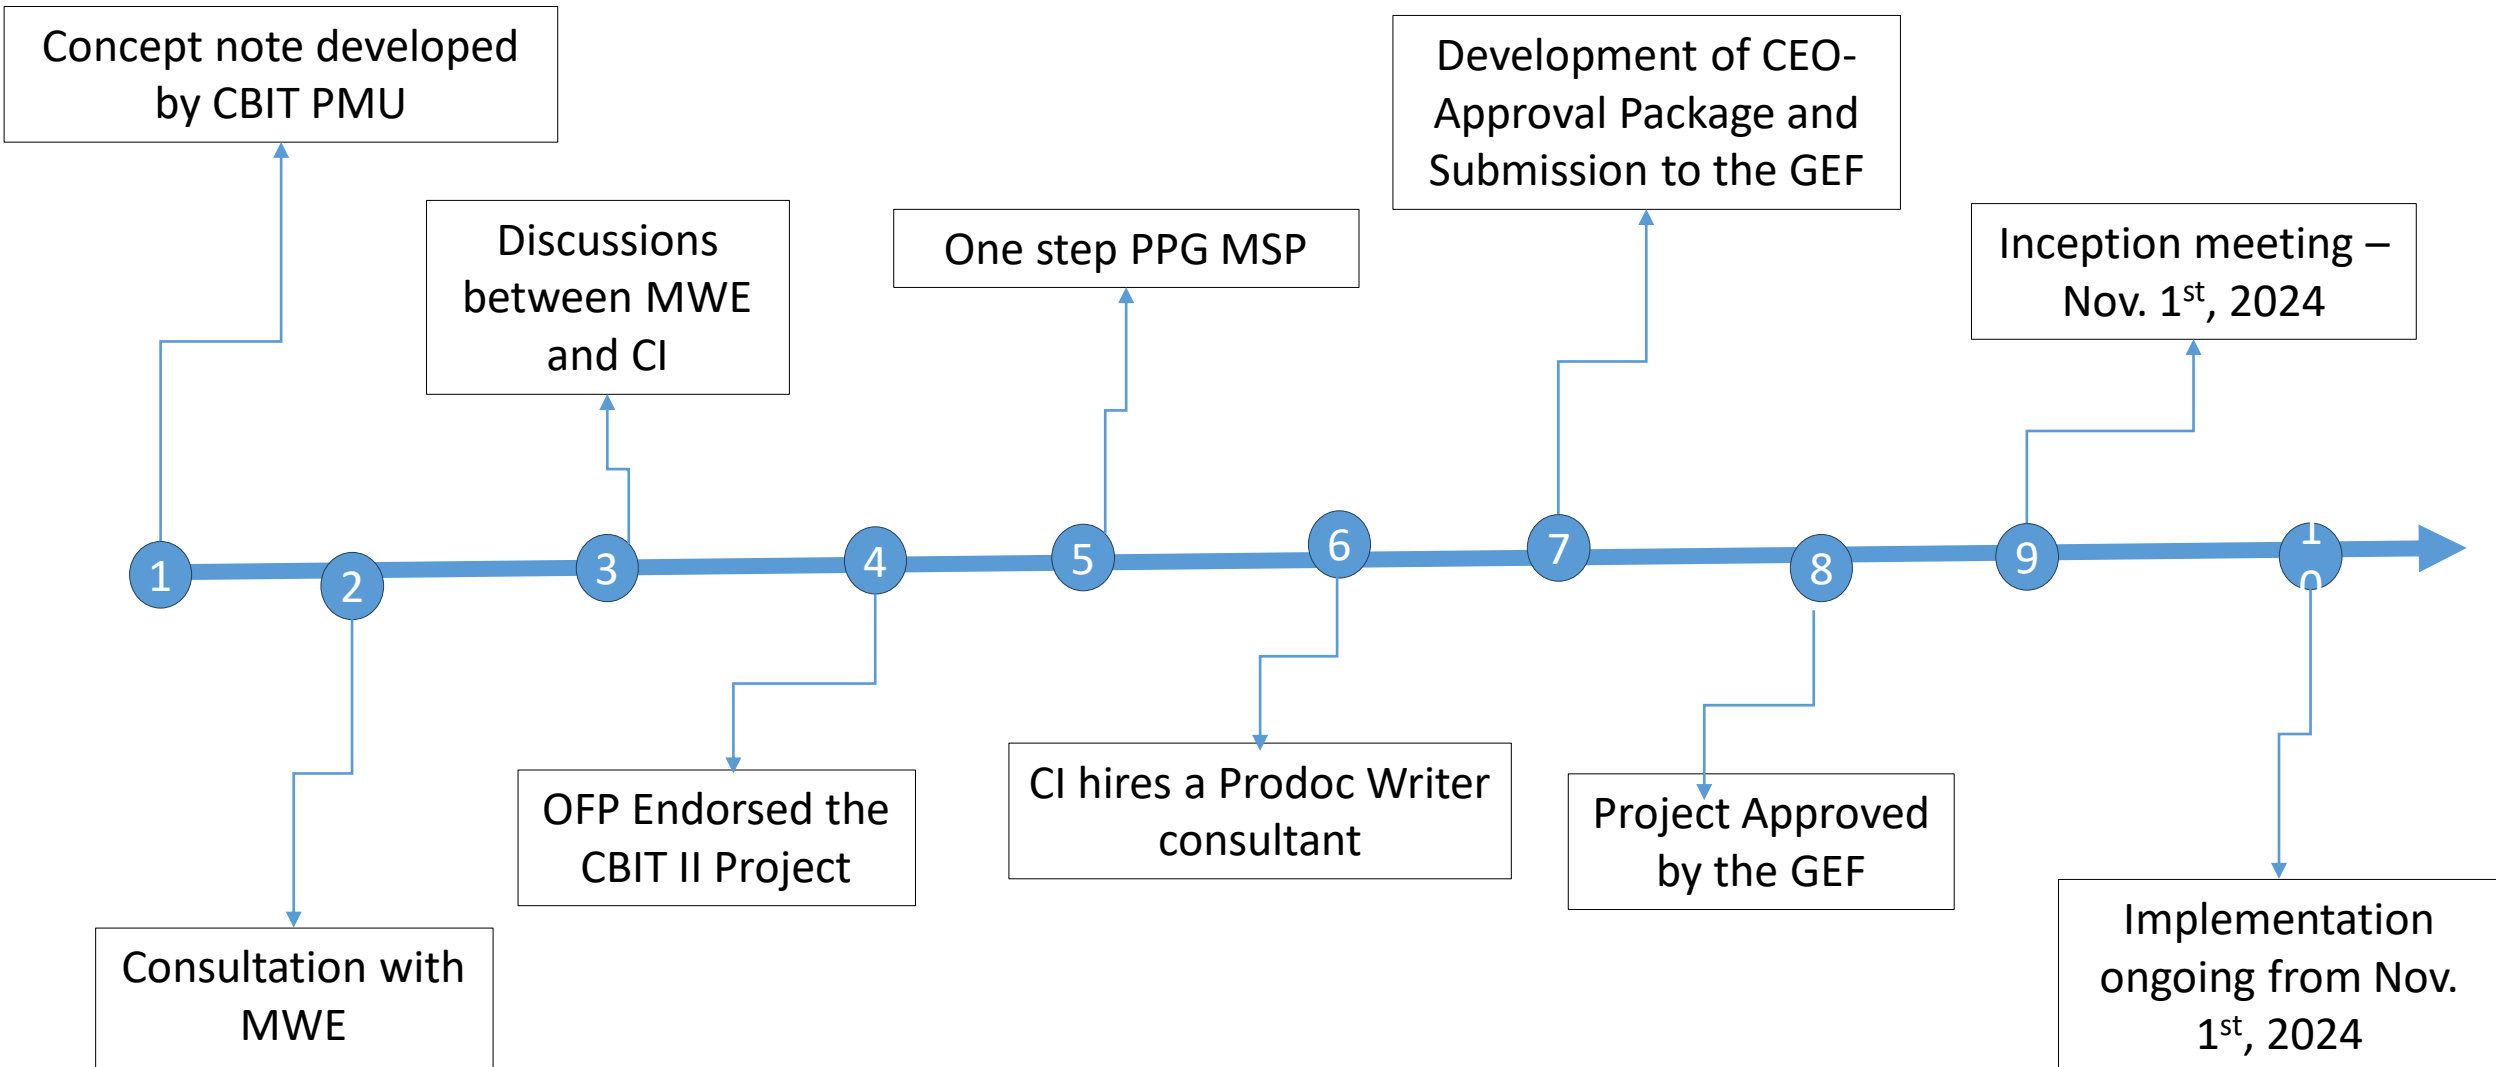 Concept note developed
by CBIT PMU
Development of CEO-
Approval Package and
Submission to the GEF
Discussions
between MWE
and CI
One step PPG MSP
Inception meeting –
Nov. 1st, 2024
1
2
3
4
5
6
7
8
9
10
OFP Endorsed the
CBIT II Project
CI hires a Prodoc Writer
consultant
Project Approved
by the GEF
Consultation with
MWE
Implementation
ongoing from Nov.
1st, 2024